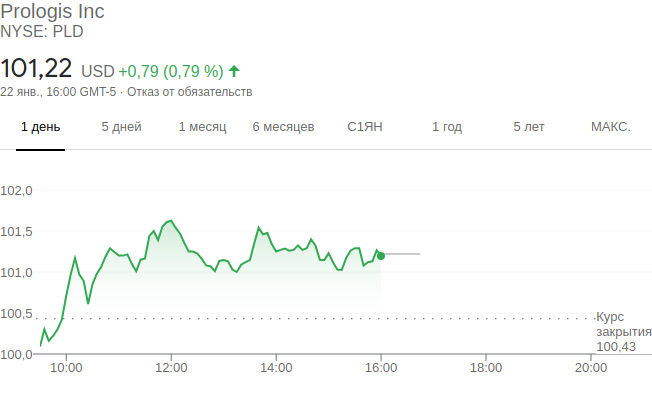 Prologis Inc
NYSE: PLD
101,22 USD +0,79 (0,79 %)
22 янв., 16:00 GMT-5 · Отказ от обязательств
1 день 5 дней 1 месяц 6 месяцев С1ЯН 1 год 5 лет МАКС.
102,0
101,5
101,0
100,5
Курс
закрытия
100,43
100,0
10:00 12:00 14:00 16:00 18:00 20:00